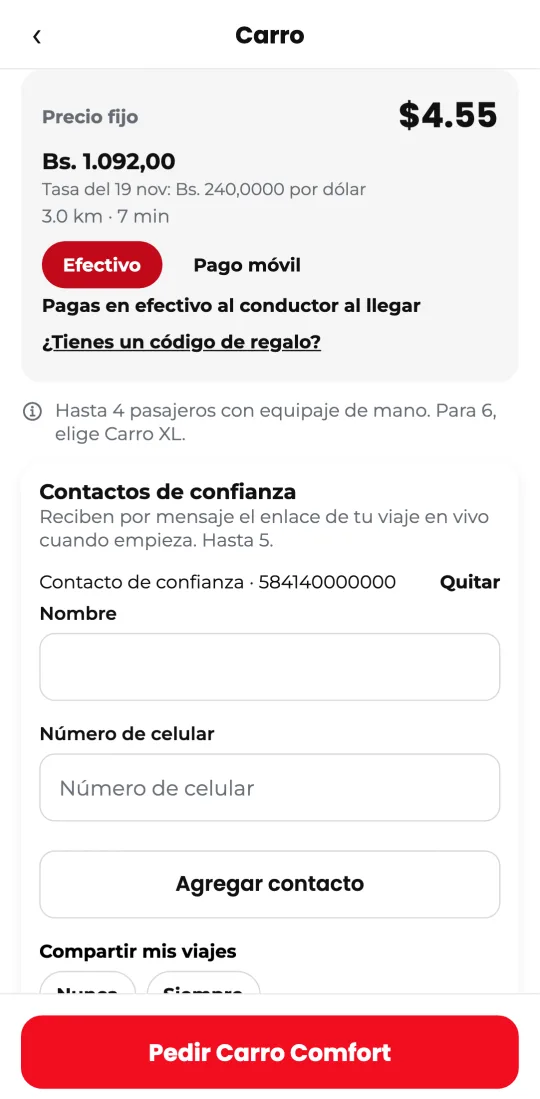 Carro
Precio fijo
$4.55
Bs. 1.092,00
Tasa del 19 nov: Bs. 240,0000 por dólar
3.0 km · 7 min
Efectivo
Pago móvil
Pagas en efectivo al conductor al llegar
¿Tienes un código de regalo?
Hasta 4 pasajeros con equipaje de mano. Para 6,
elige Carro XL.
Contactos de confianza
Reciben por mensaje el enlace de tu viaje en vivo
cuando empieza. Hasta 5.
Contacto de confianza · 584140000000
Quitar
Nombre
Número de celular
Número de celular
Agregar contacto
Compartir mis viajes
Nunca
Siempre
Pedir Carro Comfort